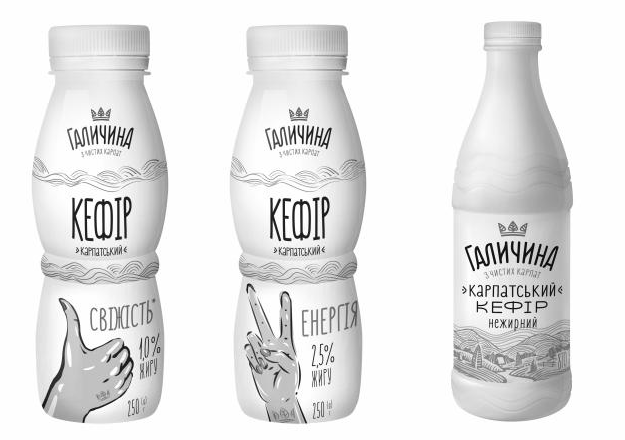 ГАЛИЧИНА
З ЧИСТИХ КАРПАТ
КЕФІР
»КАРПАТСЬКИЙ«
СВІЖІСТЬ*
1,0%
ЖИРУ
250 г
ГАЛИЧИНА
З ЧИСТИХ КАРПАТ
КЕФІР
»КАРПАТСЬКИЙ«
ЕНЕРГІЯ
2,5%
ЖИРУ
250 г
ГАЛИЧИНА
З ЧИСТИХ КАРПАТ
»КАРПАТСЬКИЙ«
КЕФІР
нежирний